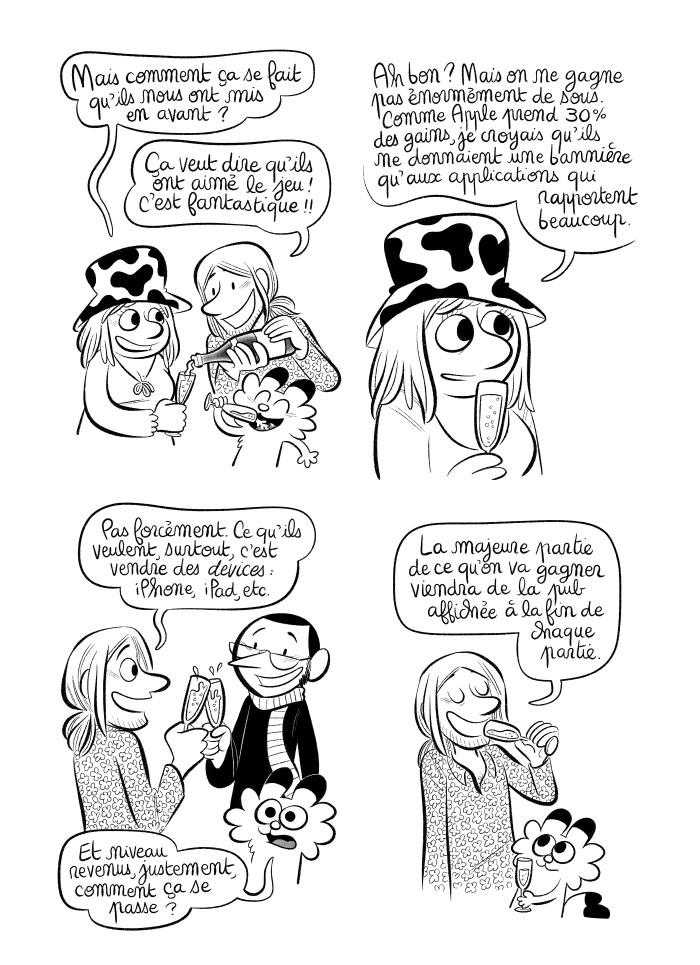 Mais comment ça se fait
qu'ils nous ont mis
en avant ?
Ça veut dire qu'ils
ont aimé le jeu !
C'est fantastique !!
Ah bon ? Mais on ne gagne
pas énormément de sous.
Comme Apple prend 30%
des gains, je croyais qu'ils
ne donnaient une bannière
qu'aux applications qui
rapportent
beaucoup.
Pas forcément. Ce qu'ils
veulent, surtout, c'est
vendre des devices :
iPhone, iPad, etc.
Et niveau
revenus, justement,
comment ça se
passe ?
La majeure partie
de ce qu'on va gagner
viendra de la pub
affichée à la fin de
chaque
partie.